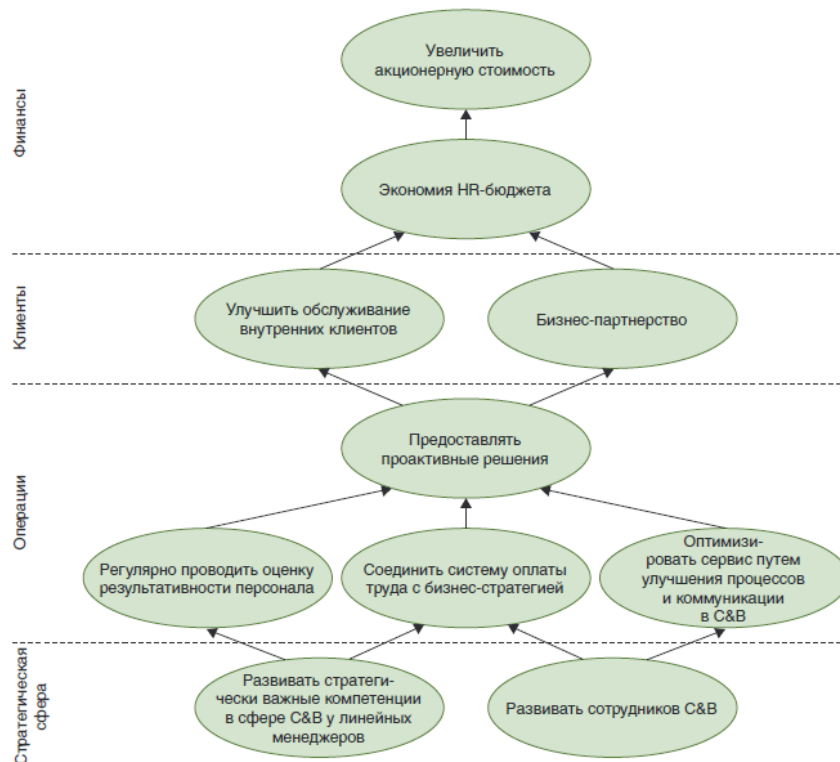 Финансы
Увеличить
акционерную стоимость
Экономия HR-бюджета
Клиенты
Улучшить обслуживание
внутренних клиентов
Бизнес-партнерство
Операции
Предоставлять
проактивные решения
Регулярно проводить оценку
результативности персонала
Соединить систему оплаты
труда с бизнес-стратегией
Оптимизи-
ровать сервис путем
улучшения процессов
и коммуникации
в C&B
Стратегическая
сфера
Развивать стратеги-
чески важные компетенции
в сфере C&B у линейных
менеджеров
Развивать сотрудников C&B